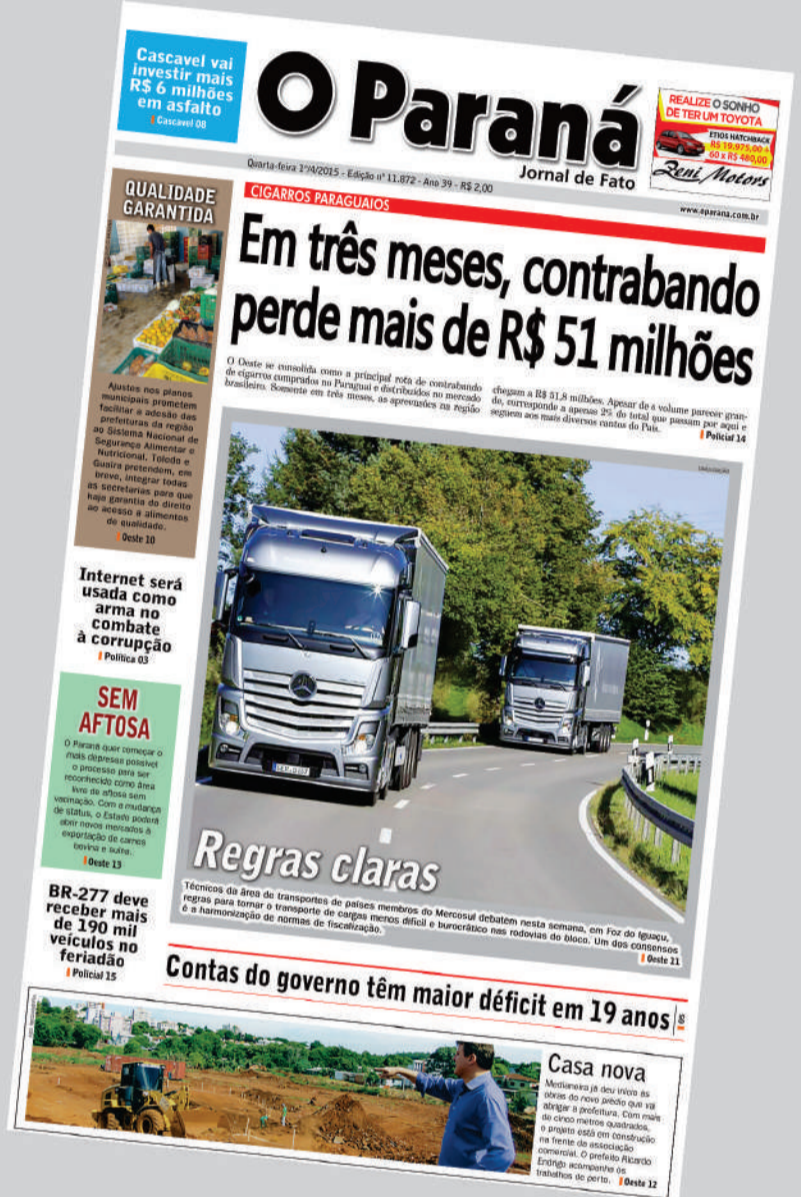 Cascavel vai
investir mais
R$ 6 milhões
em asfalto
Cascavel 08
O Paraná
Jornal de Fato
REALIZE O SONHO
DE TER UM TOYOTA
ETIOS HATCHBACK
R$ 19.975,00 +
60 x R$ 480,00
Zeni Motors
Quarta-feira 1º/4/2015 - Edição nº 11.872 - Ano 39 - R$ 2,00
www.oparana.com.br
QUALIDADE
GARANTIDA
Ajustes nos planos
municipais prometem
facilitar a adesão das
prefeituras da região
ao Sistema Nacional de
Segurança Alimentar e
Nutricional. Toledo e
Guaíra pretendem, em
breve, integrar todas
as secretarias para que
haja garantia do direito
ao acesso a alimentos
de qualidade.
Oeste 10
CIGARROS PARAGUAIOS
Em três meses, contrabando
perde mais de R$ 51 milhões
O Oeste se consolida como a principal rota de contrabando
de cigarros comprados no Paraguai e distribuídos no mercado
brasileiro. Somente em três meses, as apreensões na região
chegam a R$ 51,8 milhões. Apesar de o volume parecer gran-
de, corresponde a apenas 2% do total que passam por aqui e
seguem aos mais diversos cantos do País.
Policial 14
DIVULGAÇÃO
Internet será
usada como
arma no
combate
à corrupção
Política 03
SEM
AFTOSA
O Paraná quer começar o
mais depressa possível
o processo para ser
reconhecido como área
livre de aftosa sem
vacinação. Com a mudança
de status, o Estado poderá
abrir novos mercados à
exportação de carnes
bovina e suína.
Oeste 13
BR-277 deve
receber mais
de 190 mil
veículos no
feriadão
Policial 15
Regras claras
Técnicos da área de transportes de países membros do Mercosul debatem nesta semana, em Foz do Iguaçu,
regras para tornar o transporte de cargas menos difícil e burocrático nas rodovias do bloco. Um dos consensos
é a harmonização de normas de fiscalização.
Oeste 11
Contas do governo têm maior déficit em 19 anos
05
Casa nova
Medianeira já deu início às
obras do novo prédio que vai
abrigar a prefeitura. Com mais
de cinco metros quadrados,
o projeto está em construção
na frente da associação
comercial. O prefeito Ricardo
Endrigo acompanha os
trabalhos de perto.
Oeste 12